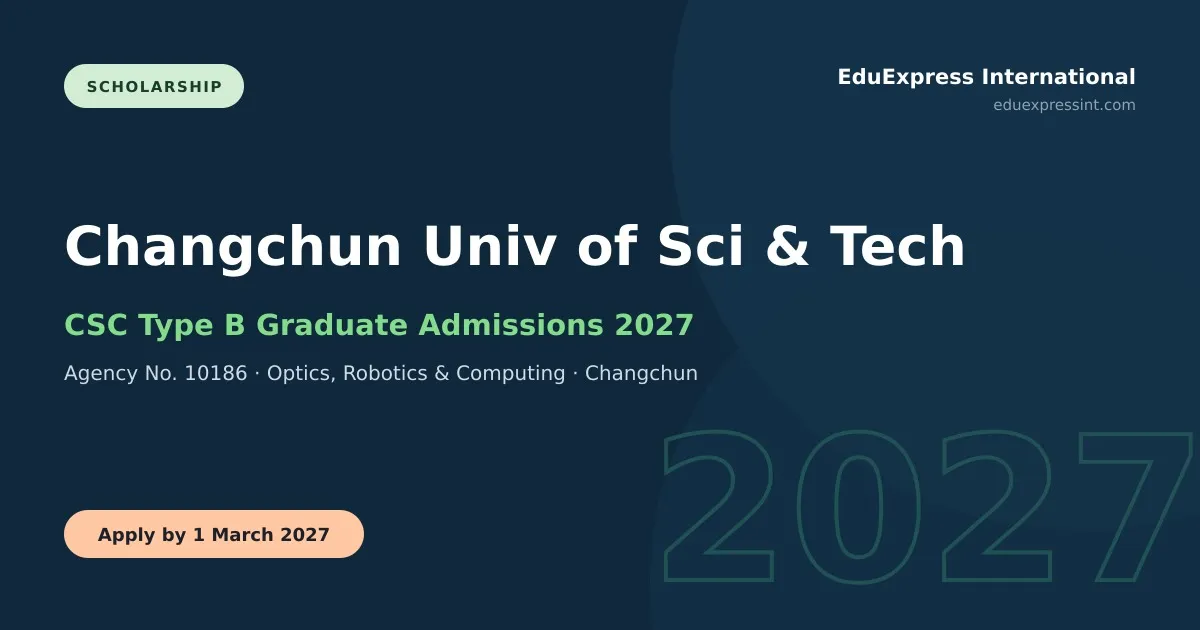 SCHOLARSHIP
EduExpress International
eduexpressint.com
Changchun Univ of Sci & Tech
CSC Type B Graduate Admissions 2027
Agency No. 10186 · Optics, Robotics & Computing · Changchun
2027
Apply by 1 March 2027